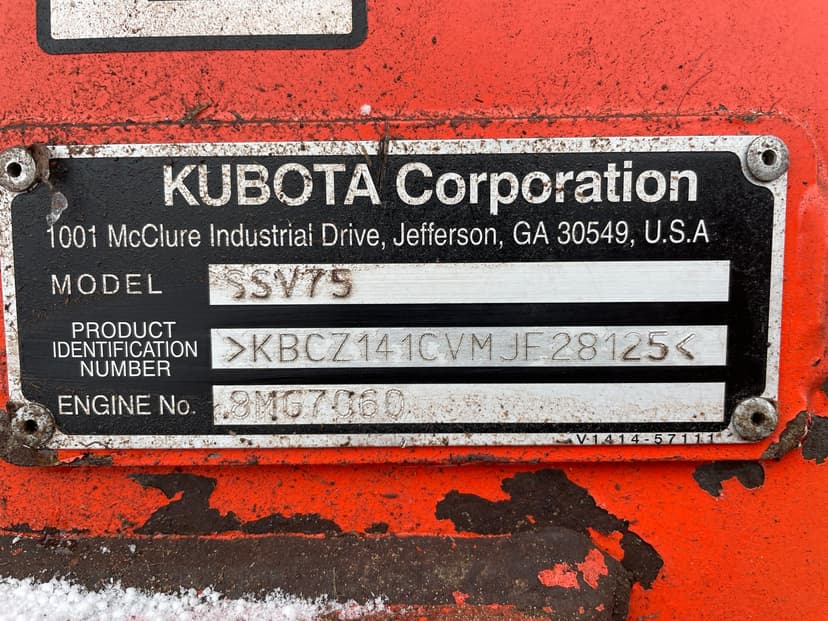 KUBOTA Corporation
1001 McClure Industrial Drive, Jefferson, GA 30549, U.S.A
MODEL SSV75
PRODUCT IDENTIFICATION NUMBER >KBCZ141CVMJF28125<
ENGINE No. 8MG7060
V-1414-57111